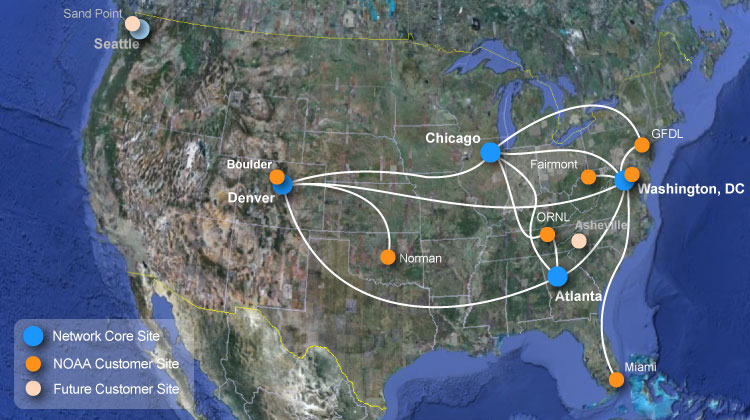 Sand Point
Seattle
Chicago
GFDL
Boulder
Fairmont
Denver
Washington, DC
ORNL
Asheville
Norman
Atlanta
Miami
Network Core Site
NOAA Customer Site
Future Customer Site